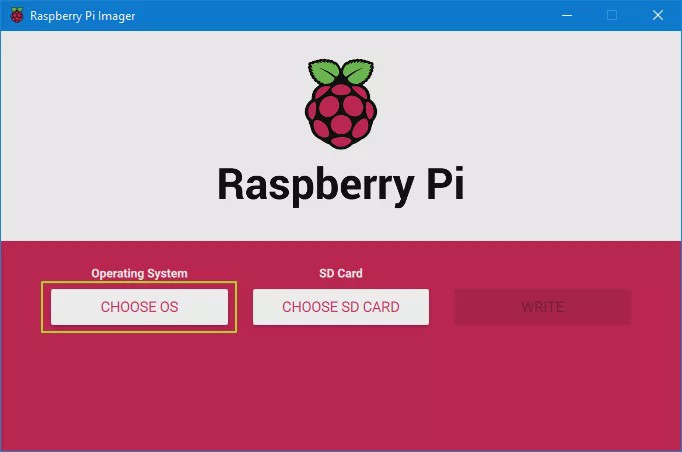 Raspberry Pi Imager
Raspberry Pi
Operating System
SD Card
CHOOSE OS
CHOOSE SD CARD
WRITE